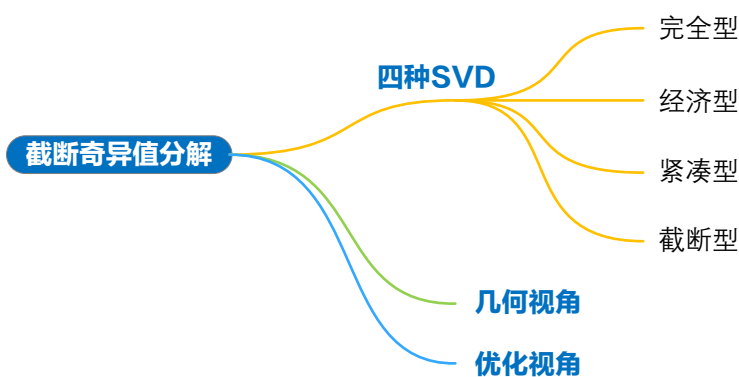 截断奇异值分解
四种SVD
完全型
经济型
紧凑型
截断型
几何视角
优化视角